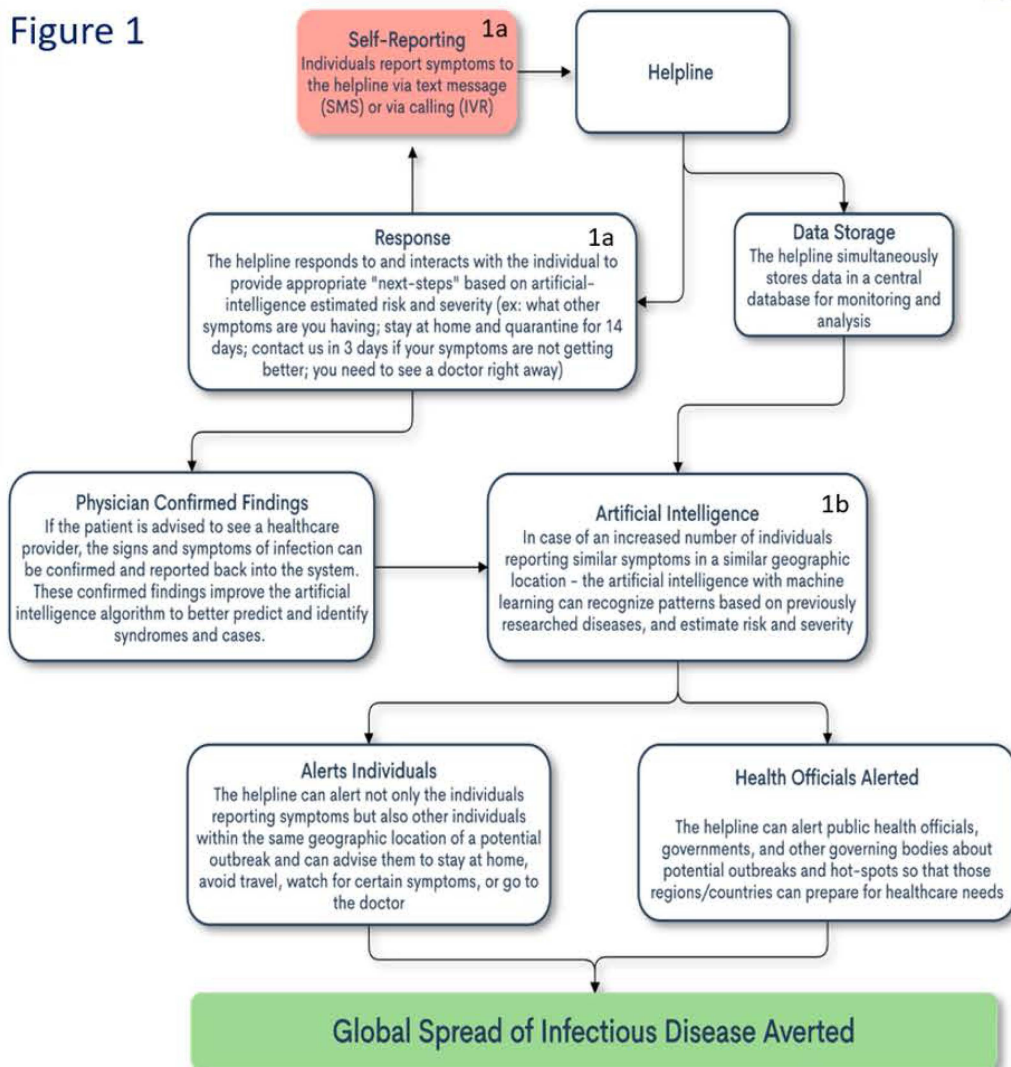 Figure 1
Self-Reporting 1a
Individuals report symptoms to
the helpline via text message
(SMS) or via calling (IVR)
Helpline
Response 1a
The helpline responds to and interacts with the individual to
provide appropriate "next-steps" based on artificial-
intelligence estimated risk and severity (ex: what other
symptoms are you having; stay at home and quarantine for 14
days; contact us in 3 days if your symptoms are not getting
better; you need to see a doctor right away)
Data Storage
The helpline simultaneously
stores data in a central
database for monitoring and
analysis
Physician Confirmed Findings
If the patient is advised to see a healthcare
provider, the signs and symptoms of infection can
be confirmed and reported back into the system.
These confirmed findings improve the artificial
intelligence algorithm to better predict and identify
syndromes and cases.
Artificial Intelligence 1b
In case of an increased number of individuals
reporting similar symptoms in a similar geographic
location - the artificial intelligence with machine
learning can recognize patterns based on previously
researched diseases, and estimate risk and severity
Alerts Individuals
The helpline can alert not only the individuals
reporting symptoms but also other individuals
within the same geographic location of a potential
outbreak and can advise them to stay at home,
avoid travel, watch for certain symptoms, or go to
the doctor
Health Officials Alerted
The helpline can alert public health officials,
governments, and other governing bodies about
potential outbreaks and hot-spots so that those
regions/countries can prepare for healthcare needs
Global Spread of Infectious Disease Averted